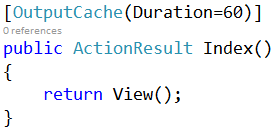 [OutputCache(Duration=60)]
0 references
public ActionResult Index()
{
    return View();
}